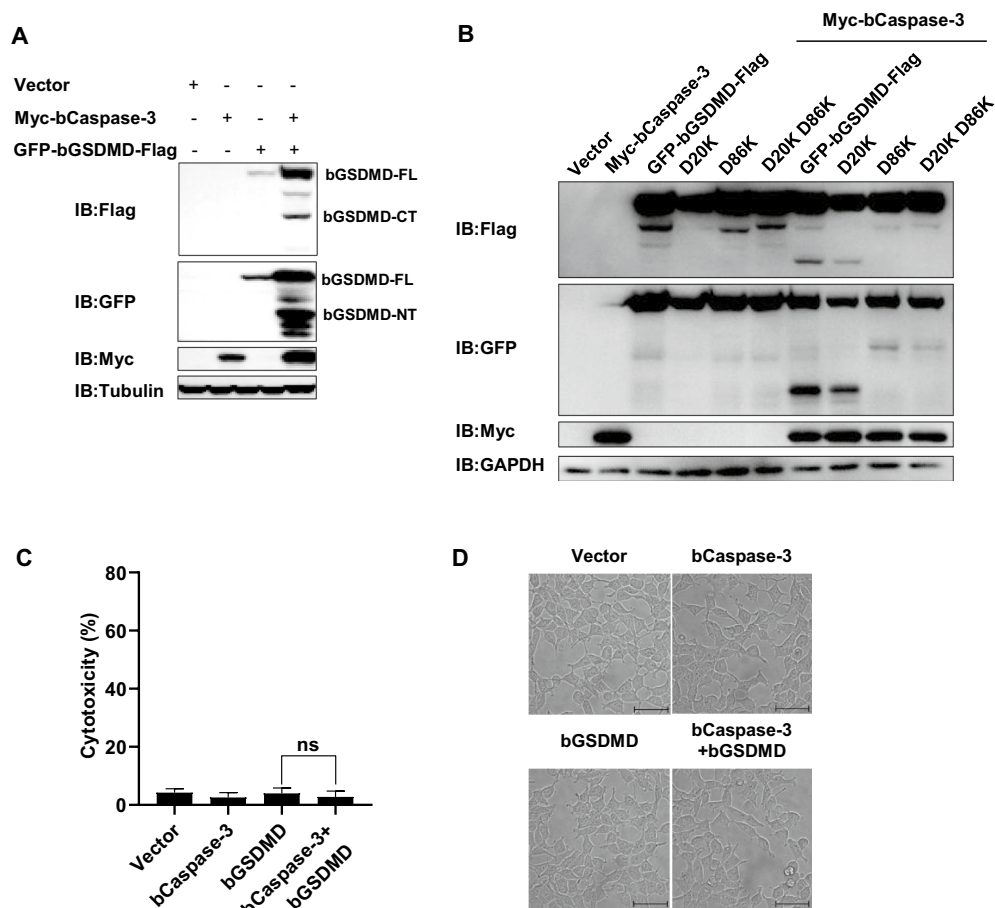 A
Vector + - - -
Myc-bCaspase-3 - + - +
GFP-bGSDMD-Flag - - + +
IB:Flag
bGSDMD-FL
bGSDMD-CT
IB:GFP
bGSDMD-FL
bGSDMD-NT
IB:Myc
IB:Tubulin
B
Myc-bCaspase-3
Vector
Myc-bCaspase-3
GFP-bGSDMD-Flag
D20K
D86K
D20K D86K
GFP-bGSDMD-Flag
D20K
D86K
D20K D86K
IB:Flag
IB:GFP
IB:Myc
IB:GAPDH
C
Cytotoxicity (%)
80
60
40
20
0
ns
Vector
bCaspase-3
bGSDMD
bCaspase-3+
bGSDMD
D
Vector
bCaspase-3
bGSDMD
bCaspase-3
+bGSDMD